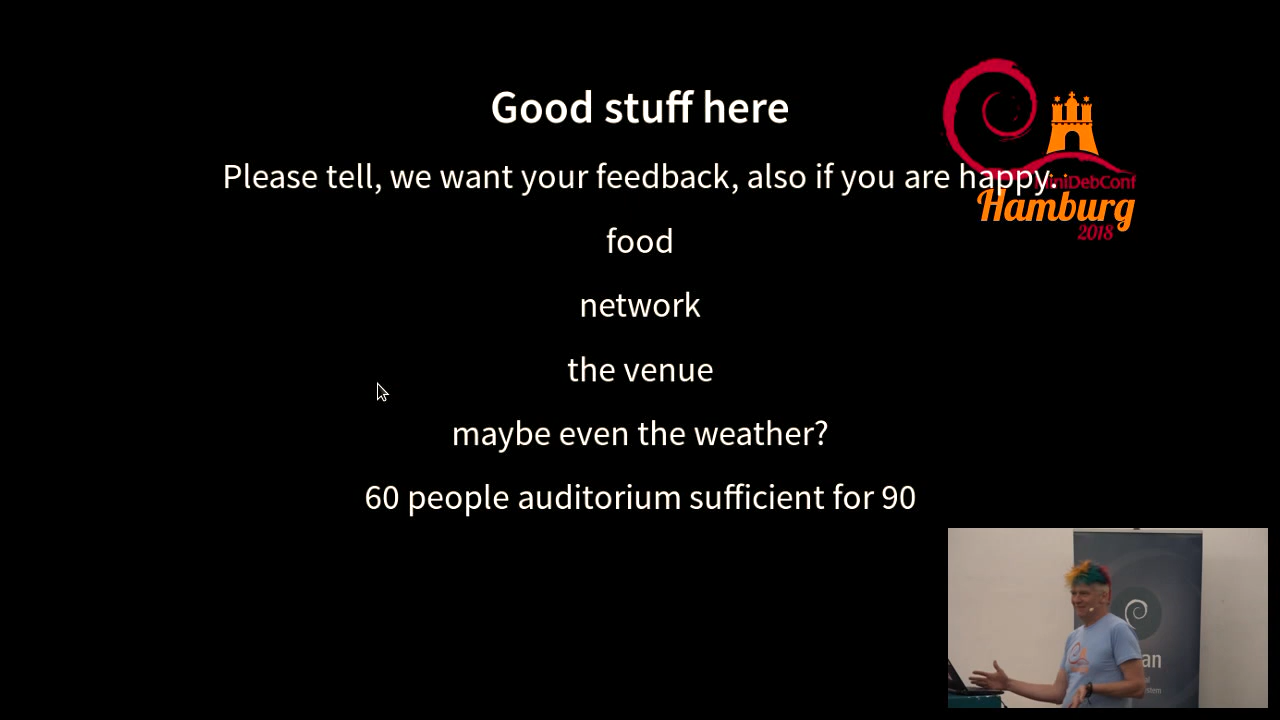 Good stuff here
Please tell, we want your feedback, also if you are happy.
MiniDebConf
Hamburg
2018
food
network
the venue
maybe even the weather?
60 people auditorium sufficient for 90
an